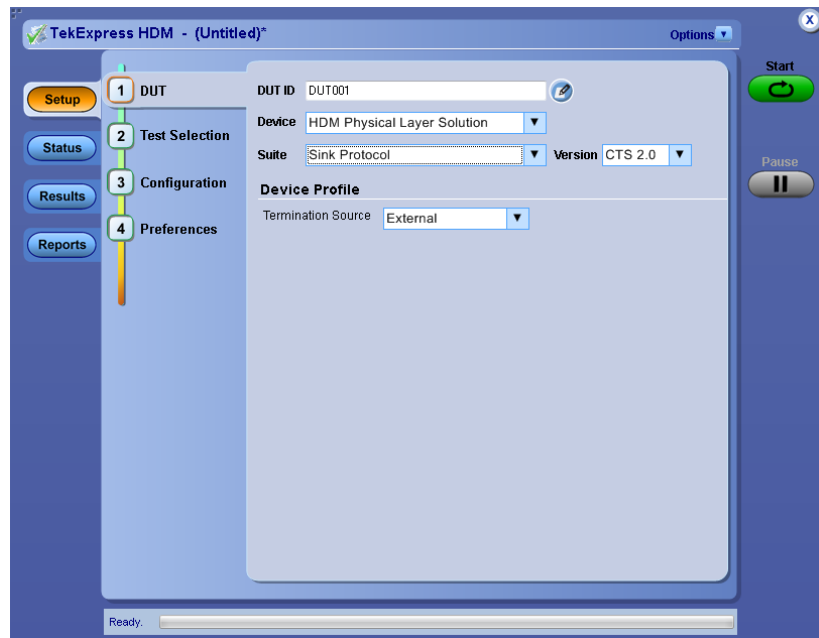 TekExpress HDM - (Untitled)*
Options
X
Start
Setup
1 DUT
DUT ID DUT001
Device HDM Physical Layer Solution
Status
2 Test Selection
Suite Sink Protocol Version CTS 2.0
Pause
Results
3 Configuration
Device Profile
Reports
4 Preferences
Termination Source External
Ready.